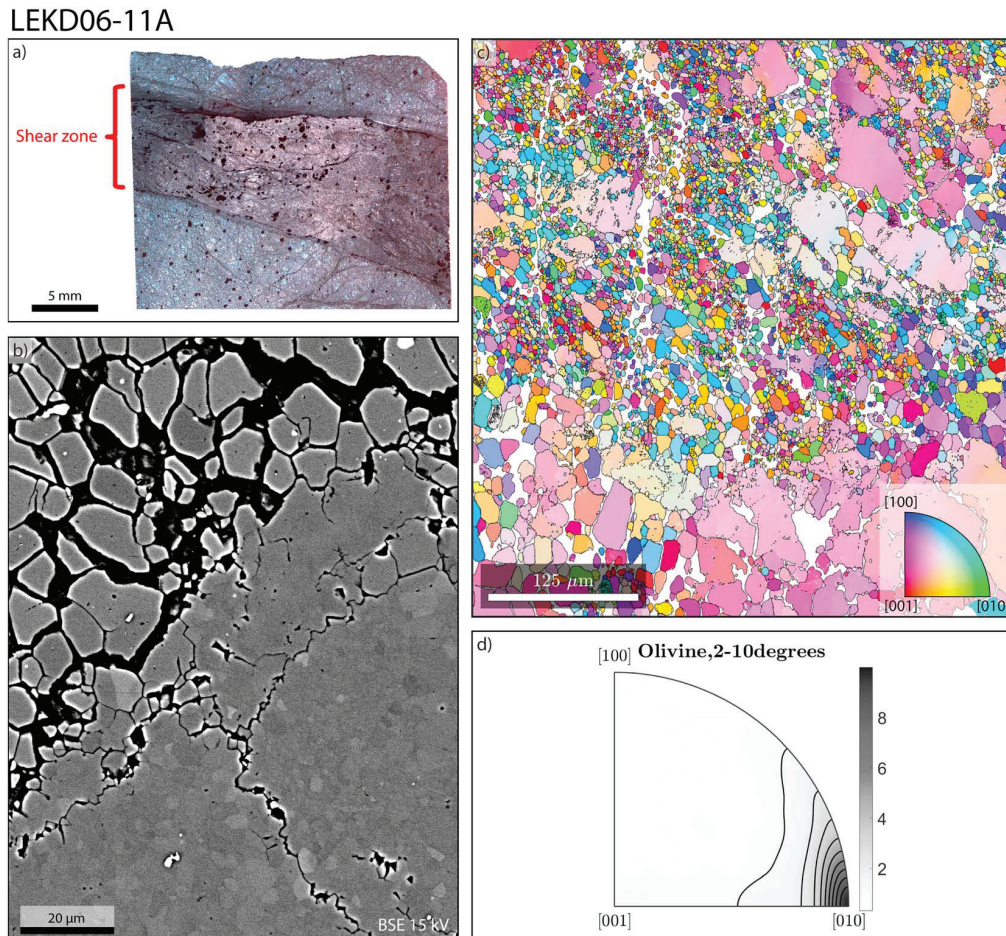 LEKD06-11A
a)
Shear zone
5 mm
b)
20 µm
BSE 15 kV
c)
125 µm
[100]
[001]
[010]
d)
[100] Olivine,2-10degrees
8
6
4
2
[001]
[010]